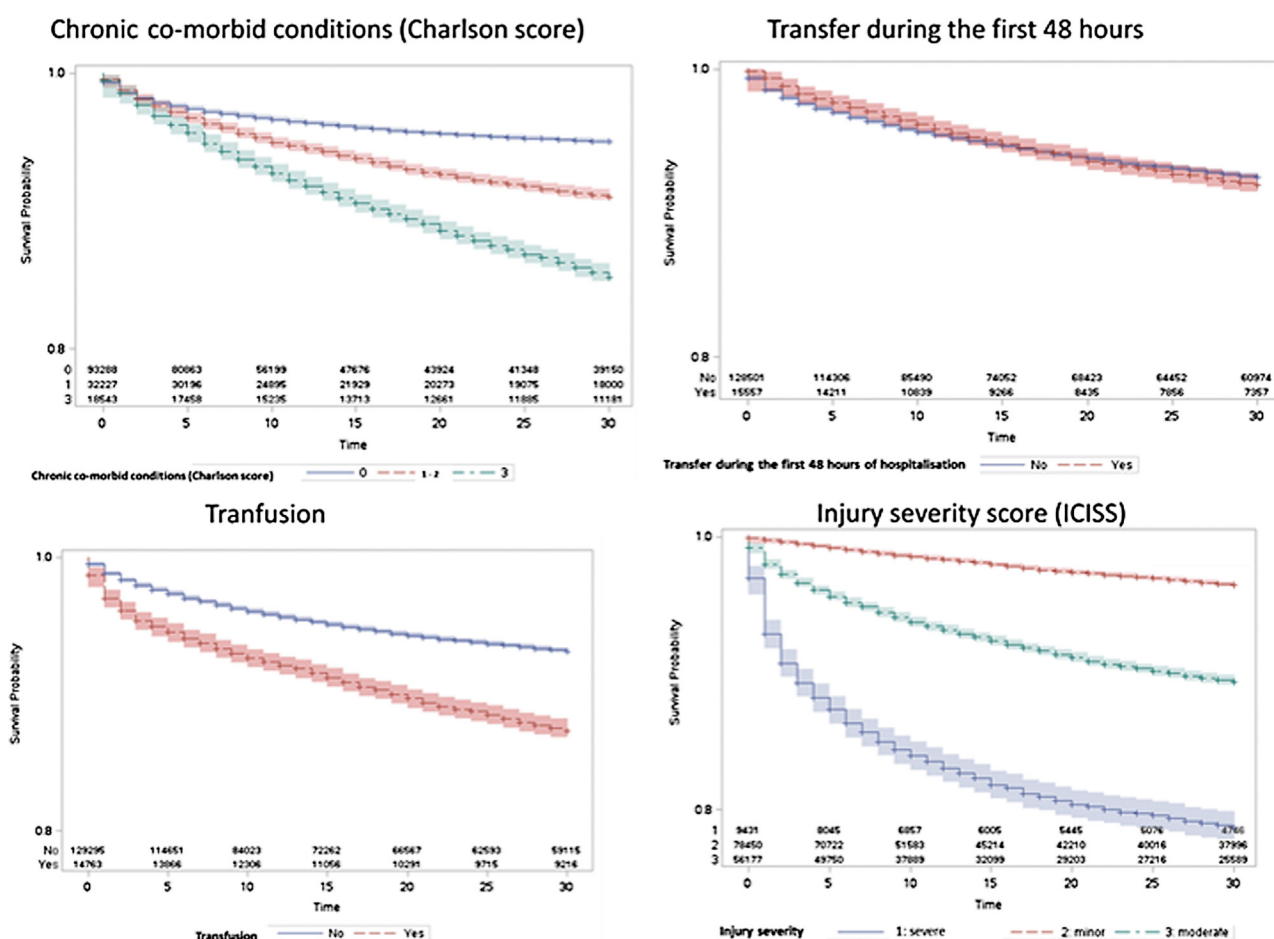 Chronic co-morbid conditions (Charlson score)
1.0
Survival Probability
0.8
0 93288 80863 56199 47676 43924 41348 39150
1 32227 30196 24895 21929 20273 19075 18000
3 18543 17458 15235 13713 12661 11885 11181
0 5 10 15 20 25 30
Time
Chronic co-morbid conditions (Charlson score) 0 1 - 2 3
Transfer during the first 48 hours
1.0
Survival Probability
0.8
No 128501 114306 85490 74052 68423 64452 60974
Yes 15557 14211 10839 9266 8435 7856 7357
0 5 10 15 20 25 30
Time
Transfer during the first 48 hours of hospitalisation No Yes
Tranfusion
1.0
Survival Probability
0.8
No 129295 114651 84023 72262 66567 62593 59115
Yes 14763 13866 12306 11056 10291 9715 9216
0 5 10 15 20 25 30
Time
Transfusion No Yes
Injury severity score (ICISS)
1.0
Survival Probability
0.8
1 9431 8045 6857 6005 5445 5076 4746
2 78450 70722 51583 45214 42210 40016 37996
3 56177 49750 37889 32099 29203 27216 25589
0 5 10 15 20 25 30
Time
Injury severity 1: severe 2: minor 3: moderate